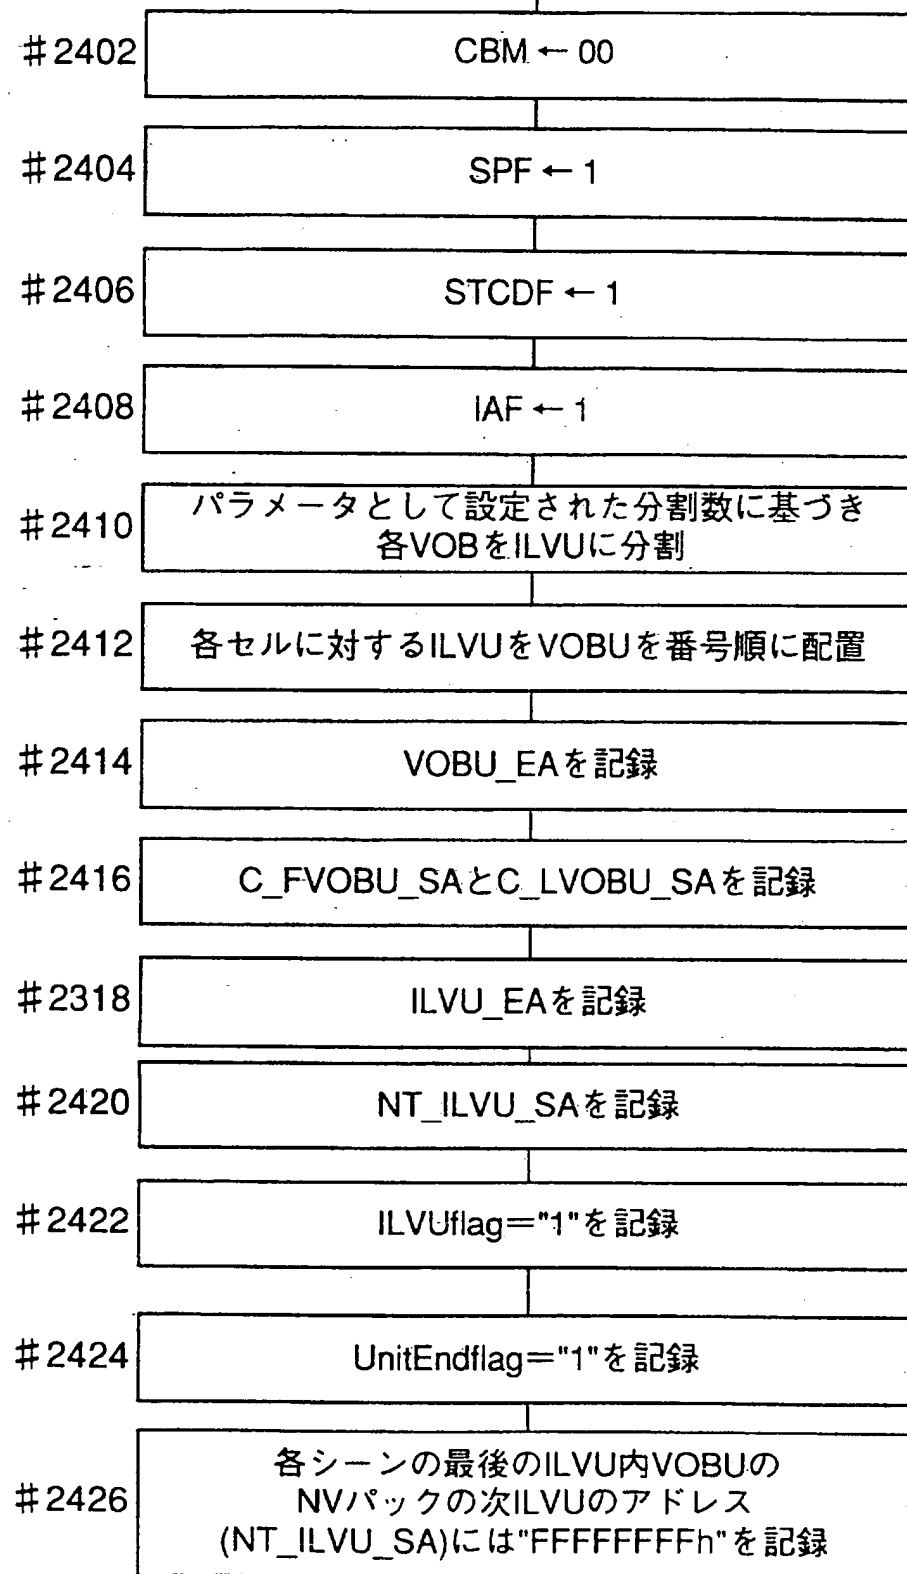 #2402 CBM ← 00
#2404 SPF ← 1
#2406 STCDF ← 1
#2408 IAF ← 1
#2410 パラメータとして設定された分割数に基づき
各VOBをILVUに分割
#2412 各セルに対するILVUをVOBUを番号順に配置
#2414 VOBU_EAを記録
#2416 C_FVOBU_SAとC_LVOBU_SAを記録
#2318 ILVU_EAを記録
#2420 NT_ILVU_SAを記録
#2422 ILVUflag="1"を記録
#2424 UnitEndflag="1"を記録
各シーンの最後のILVU内VOBUの
#2426 NVパックの次ILVUのアドレス
(NT_ILVU_SA)には"FFFFFFFFh"を記録